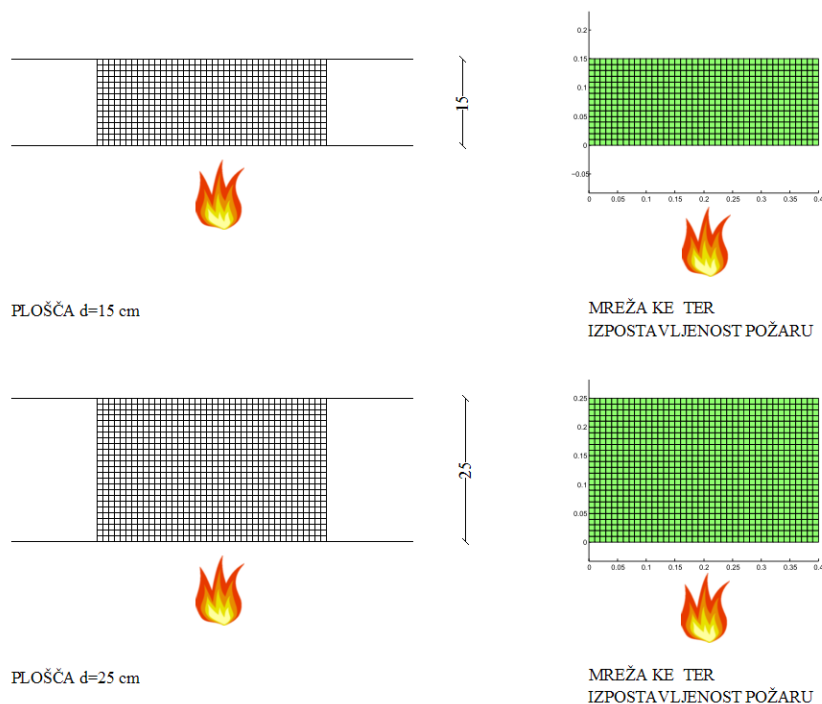 15
0.2
0.15
0.1
0.05
0
−0.05
0 0.05 0.1 0.15 0.2 0.25 0.3 0.35 0.4
PLOŠČA d=15 cm
MREŽA KE TER
IZPOSTAVLJENOST POŽARU
25
0.25
0.2
0.15
0.1
0.05
0
0 0.05 0.1 0.15 0.2 0.25 0.3 0.35 0.4
PLOŠČA d=25 cm
MREŽA KE TER
IZPOSTAVLJENOST POŽARU